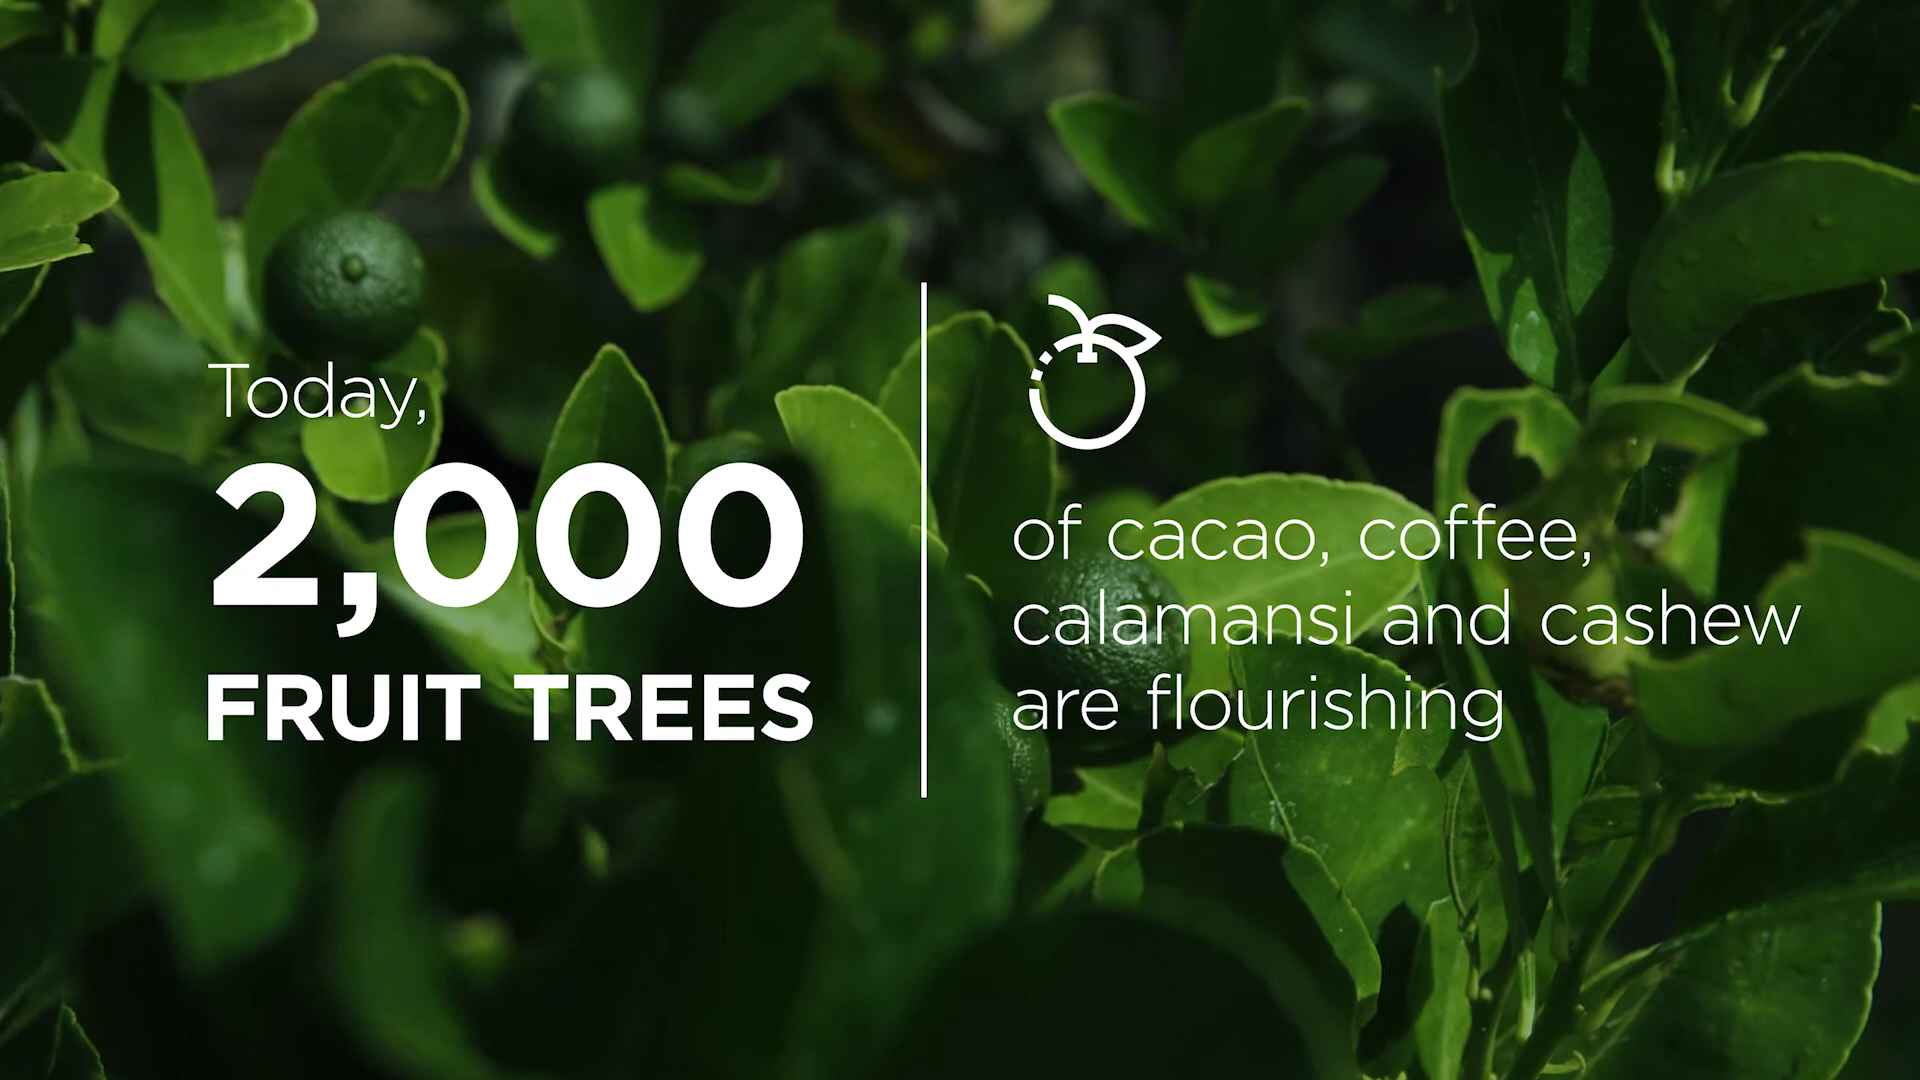 Today,
2,000
FRUIT TREES
of cacao, coffee,
calamansi and cashew
are flourishing